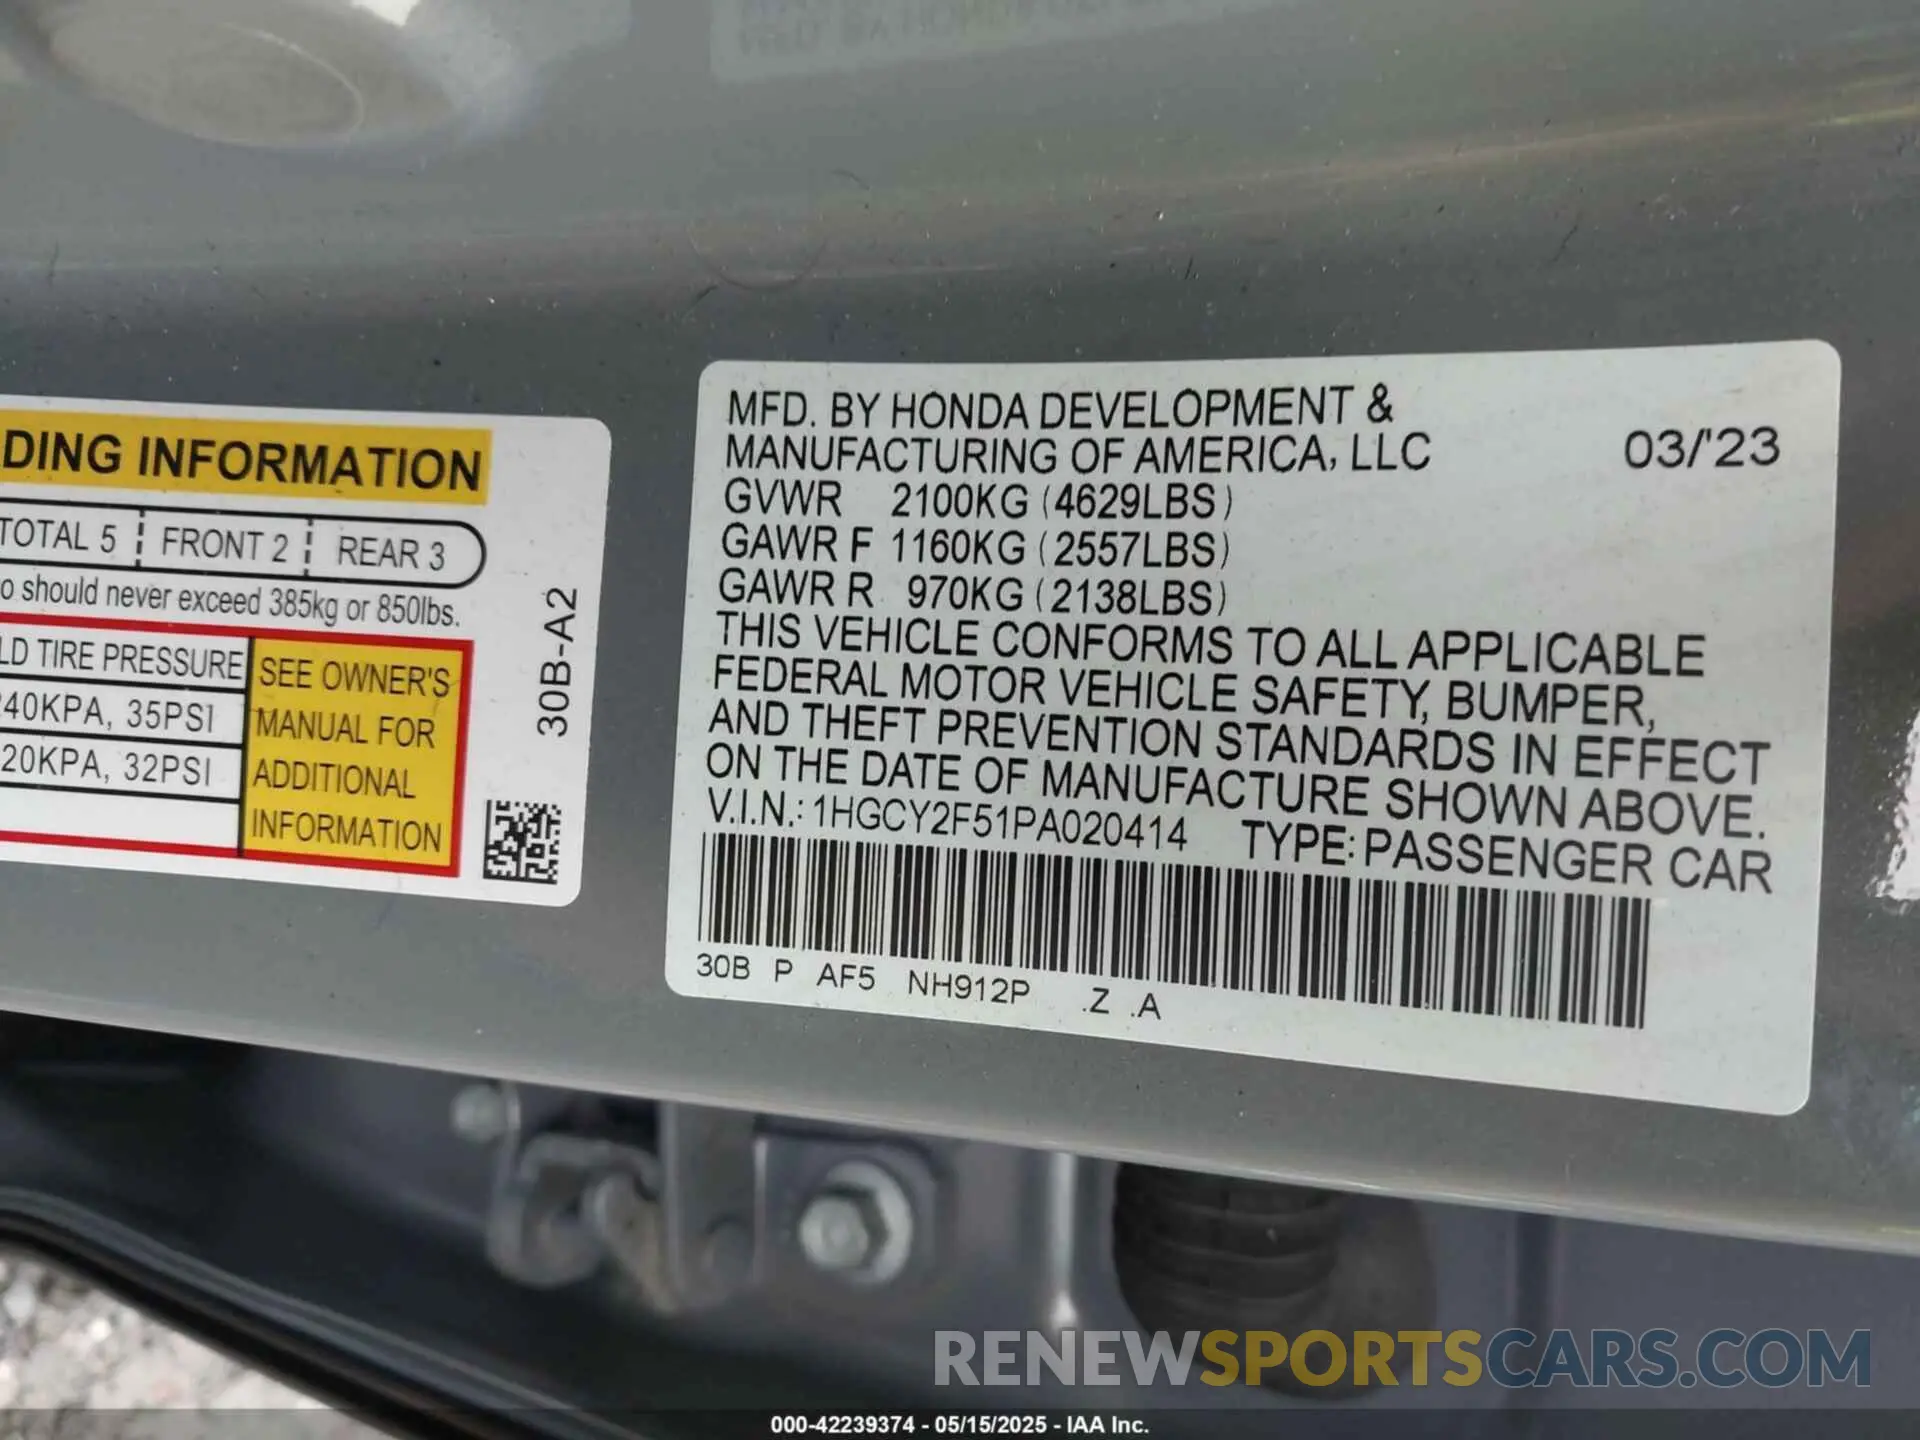 DING INFORMATION
TOTAL 5 FRONT 2 REAR 3
o should never exceed 385kg or 850lbs.
LD TIRE PRESSURE
240KPA, 35PSI
20KPA, 32PSI
SEE OWNER'S
MANUAL FOR
ADDITIONAL
INFORMATION
30B-A2
MFD. BY HONDA DEVELOPMENT &
MANUFACTURING OF AMERICA, LLC 03/'23
GVWR 2100KG (4629LBS)
GAWR F 1160KG (2557LBS)
GAWR R 970KG (2138LBS)
THIS VEHICLE CONFORMS TO ALL APPLICABLE
FEDERAL MOTOR VEHICLE SAFETY, BUMPER,
AND THEFT PREVENTION STANDARDS IN EFFECT
ON THE DATE OF MANUFACTURE SHOWN ABOVE.
V.I.N.: 1HGCY2F51PA020414 TYPE: PASSENGER CAR
30B P AF5 NH912P .Z .A
RENEWSPORTSCARS.COM
000-42239374 - 05/15/2025 - IAA Inc.